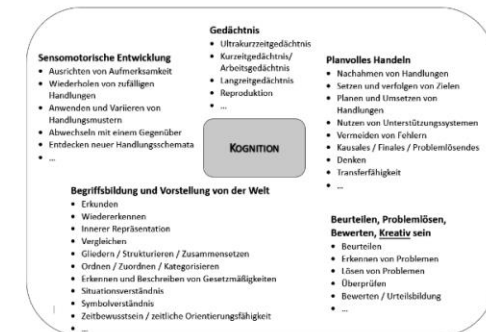 Gedächtnis
• Ultrakurzzeitgedächtnis
• Kurzeitgedächtnis/
Arbeitsgedächtnis
• Langzeitgedächtnis
• Reproduktion
• ...
Sensomotorische Entwicklung
• Ausrichten von Aufmerksamkeit
• Wiederholen von zufälligen
Handlungen
• Anwenden und Variieren von
Handlungsmustern
• Abwechseln mit einem Gegenüber
• Entdecken neuer Handlungsschemata
• ...
Planvolles Handeln
• Nachahmen von Handlungen
• Setzen und verfolgen von Zielen
• Planen und Umsetzen von
Handlungen
• Nutzen von Unterstützungssystemen
• Vermeiden von Fehlern
• Kausales / Finales / Problemlösendes
• Denken
• Transferfähigkeit
• ...
KOGNITION
Begriffsbildung und Vorstellung von der Welt
• Erkunden
• Wiedererkennen
• Innerer Repräsentation
• Vergleichen
• Gliedern / Strukturieren / Zusammensetzen
• Ordnen / Zuordnen / Kategorisieren
• Erkennen und Beschreiben von Gesetzmäßigkeiten
• Situationsverständnis
• Symbolverständnis
• Zeitbewusstsein / zeitliche Orientierungsfähigkeit
• ...
Beurteilen, Problemlösen,
Bewerten, Kreativ sein
• Beurteilen
• Erkennen von Problemen
• Lösen von Problemen
• Überprüfen
• Bewerten / Urteilsbildung
• ...